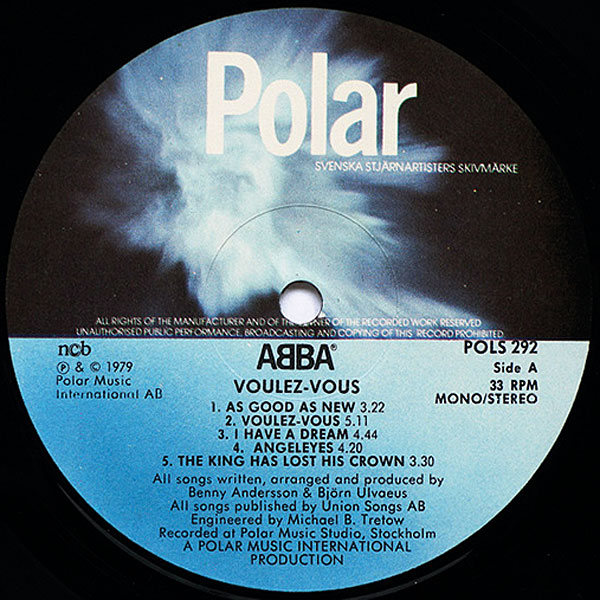 Polar
SVENSKA STJÄRNARTISTERS SKIVMÄRKE
ALL RIGHTS OF THE MANUFACTURER AND OF THE OWNER OF THE RECORDED WORK RESERVED
UNAUTHORISED PUBLIC PERFORMANCE, BROADCASTING AND COPYING OF THIS RECORD PROHIBITED
ncb
ABBA®
POLS 292
℗ & © 1979
Polar Music
International AB
VOULEZ-VOUS
Side A
33 RPM
MONO/STEREO
1. AS GOOD AS NEW 3.22
2. VOULEZ-VOUS 5.11
3. I HAVE A DREAM 4.44
4. ANGELEYES 4.20
5. THE KING HAS LOST HIS CROWN 3.30
All songs written, arranged and produced by
Benny Andersson & Björn Ulvaeus
All songs published by Union Songs AB
Engineered by Michael B. Tretow
Recorded at Polar Music Studio, Stockholm
A POLAR MUSIC INTERNATIONAL
PRODUCTION